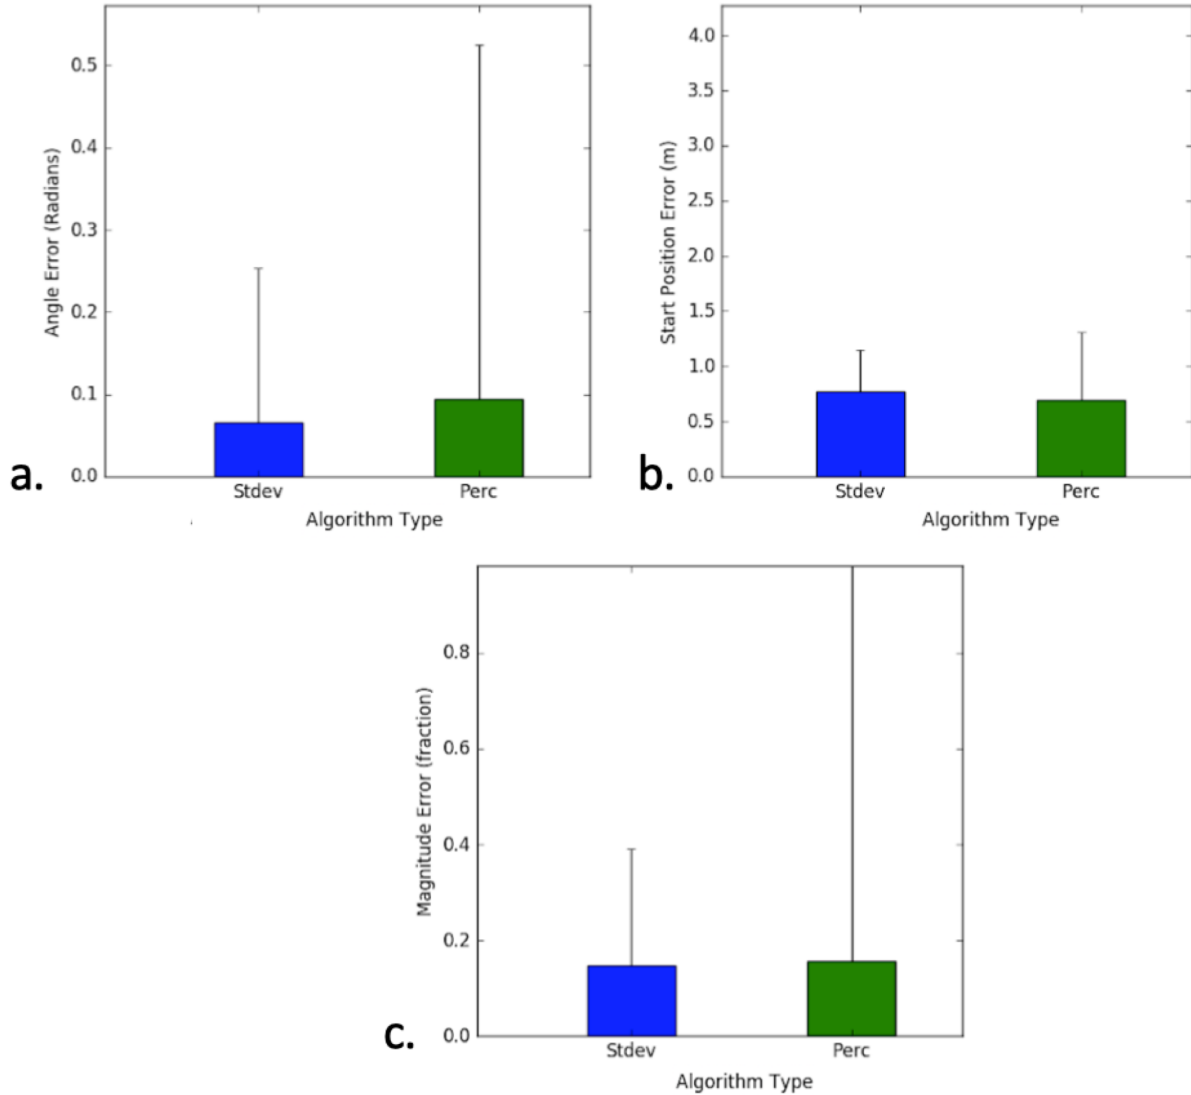 0.5
0.4
0.3
0.2
0.1
0.0
Angle Error (Radians)
Stdev Perc
Algorithm Type
a.
4.0
3.5
3.0
2.5
2.0
1.5
1.0
0.5
0.0
Start Position Error (m)
Stdev Perc
Algorithm Type
b.
0.8
0.6
0.4
0.2
0.0
Magnitude Error (fraction)
Stdev Perc
Algorithm Type
c.